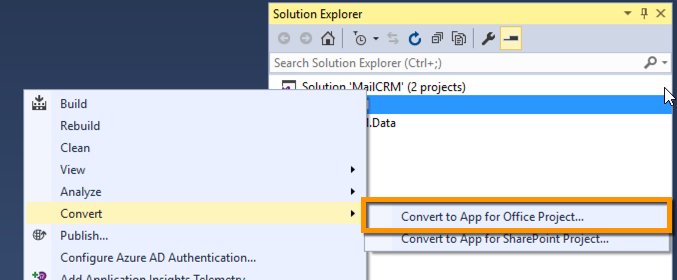 Solution Explorer
Search Solution Explorer (Ctrl+;)
Solution 'MailCRM' (2 projects)
.Data
Build
Rebuild
Clean
View
Analyze
Convert
Convert to App for Office Project...
Convert to App for SharePoint Project...
Publish...
Configure Azure AD Authentication...
Add Application Insights Telemetry...